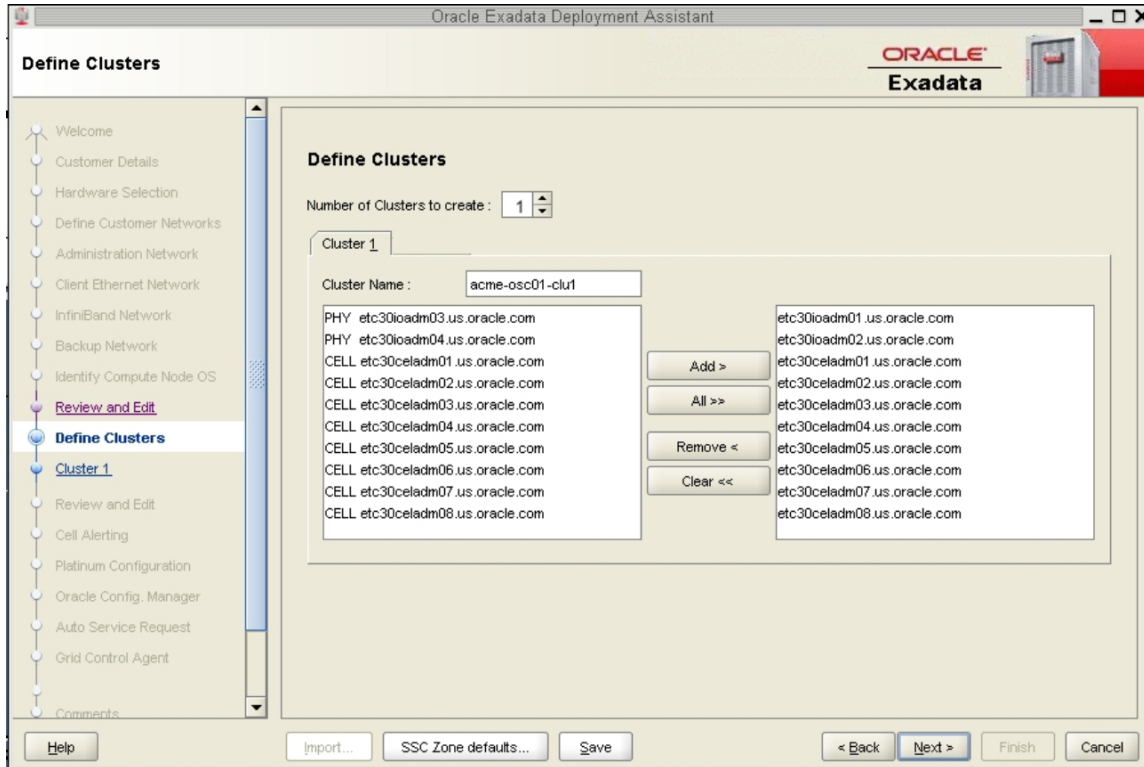 Oracle Exadata Deployment Assistant
Define Clusters
ORACLE
Exadata
Welcome
Customer Details
Hardware Selection
Define Customer Networks
Administration Network
Client Ethernet Network
InfiniBand Network
Backup Network
Identify Compute Node OS
Review and Edit
Define Clusters
Cluster 1
Review and Edit
Cell Alerting
Platinum Configuration
Oracle Config. Manager
Auto Service Request
Grid Control Agent
Comments
Define Clusters
Number of Clusters to create : 1
Cluster 1
Cluster Name : acme-osc01-clu1
PHY etc30ioadm03.us.oracle.com
PHY etc30ioadm04.us.oracle.com
CELL etc30celadm01.us.oracle.com
CELL etc30celadm02.us.oracle.com
CELL etc30celadm03.us.oracle.com
CELL etc30celadm04.us.oracle.com
CELL etc30celadm05.us.oracle.com
CELL etc30celadm06.us.oracle.com
CELL etc30celadm07.us.oracle.com
CELL etc30celadm08.us.oracle.com
Add >
All >>
Remove <
Clear <<
etc30ioadm01.us.oracle.com
etc30ioadm02.us.oracle.com
etc30celadm01.us.oracle.com
etc30celadm02.us.oracle.com
etc30celadm03.us.oracle.com
etc30celadm04.us.oracle.com
etc30celadm05.us.oracle.com
etc30celadm06.us.oracle.com
etc30celadm07.us.oracle.com
etc30celadm08.us.oracle.com
Help
Import...
SSC Zone defaults...
Save
< Back
Next >
Finish
Cancel